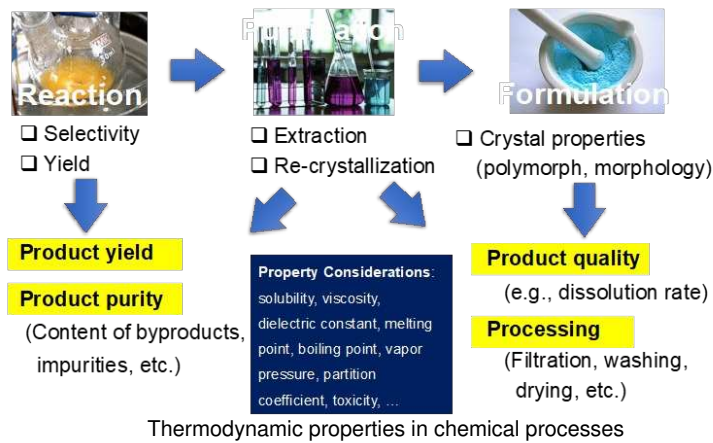 Reaction
Purification
Formulation
❑ Selectivity
❑ Yield
❑ Extraction
❑ Re-crystallization
❑ Crystal properties
(polymorph, morphology)
Product yield
Product purity
(Content of byproducts,
impurities, etc.)
Property Considerations:
solubility, viscosity,
dielectric constant, melting
point, boiling point, vapor
pressure, partition
coefficient, toxicity, ...
Product quality
(e.g., dissolution rate)
Processing
(Filtration, washing,
drying, etc.)
Thermodynamic properties in chemical processes